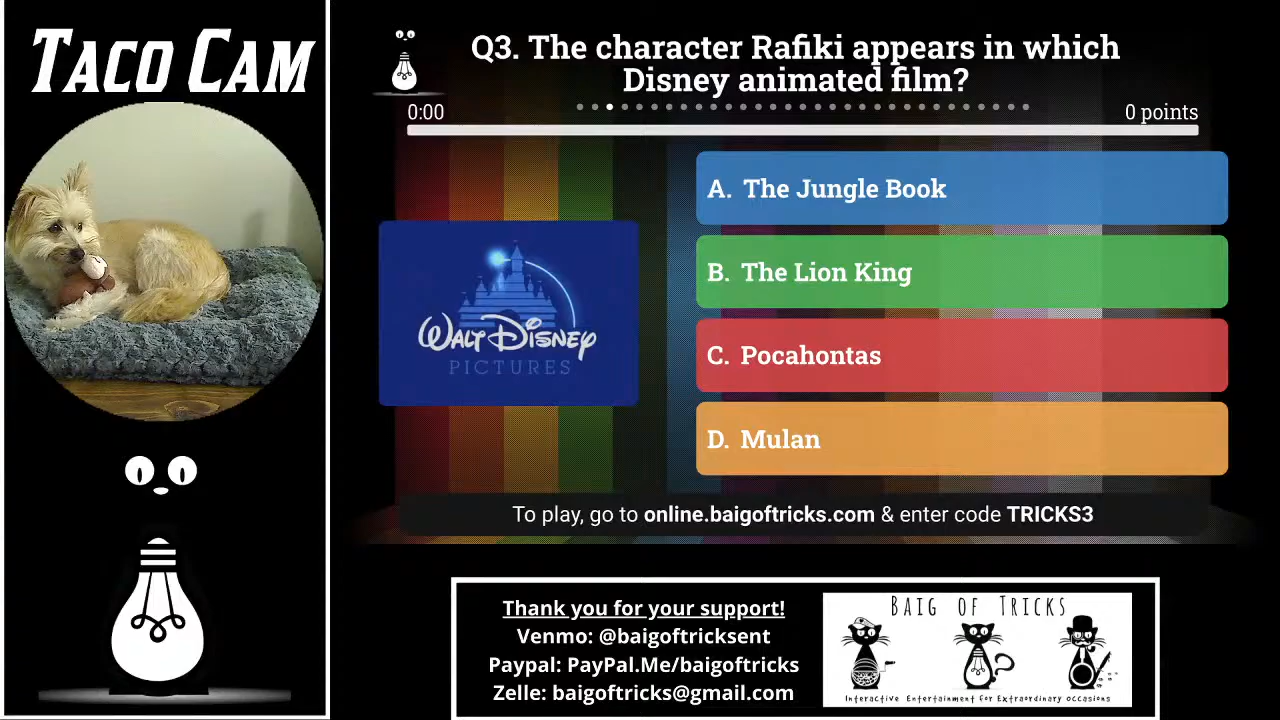 TACO CAM
Q3. The character Rafiki appears in which
Disney animated film?
0:00
0 points
A. The Jungle Book
B. The Lion King
C. Pocahontas
D. Mulan
WALT DISNEY
PICTURES
To play, go to online.baigoftricks.com & enter code TRICKS3
Thank you for your support!
Venmo: @baigoftricksent
Paypal: PayPal.Me/baigoftricks
Zelle: baigoftricks@gmail.com
BAIG OF TRICKS
Interactive Entertainment for Extraordinary occasions